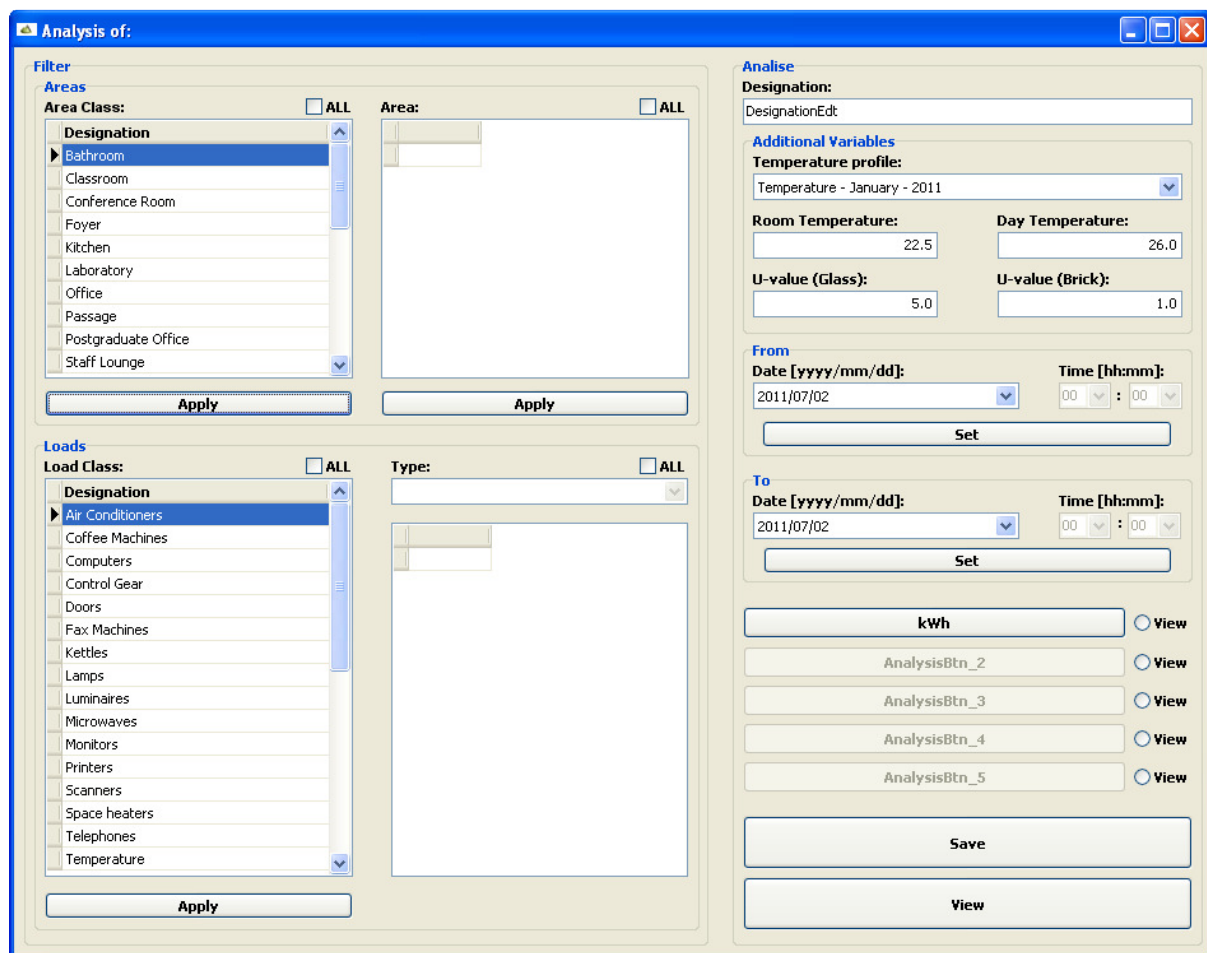 Analysis of:
Filter
Areas
Area Class:
ALL
Designation
Bathroom
Classroom
Conference Room
Foyer
Kitchen
Laboratory
Office
Passage
Postgraduate Office
Staff Lounge
Apply
Area:
ALL
Apply
Loads
Load Class:
ALL
Designation
Air Conditioners
Coffee Machines
Computers
Control Gear
Doors
Fax Machines
Kettles
Lamps
Luminaires
Microwaves
Monitors
Printers
Scanners
Space heaters
Telephones
Temperature
Apply
Type:
ALL
Analise
Designation:
DesignationEdt
Additional Variables
Temperature profile:
Temperature - January - 2011
Room Temperature: Day Temperature:
22.5 26.0
U-value (Glass): U-value (Brick):
5.0 1.0
From
Date [yyyy/mm/dd]: Time [hh:mm]:
2011/07/02 00 : 00
Set
To
Date [yyyy/mm/dd]: Time [hh:mm]:
2011/07/02 00 : 00
Set
kWh View
AnalysisBtn_2 View
AnalysisBtn_3 View
AnalysisBtn_4 View
AnalysisBtn_5 View
Save
View